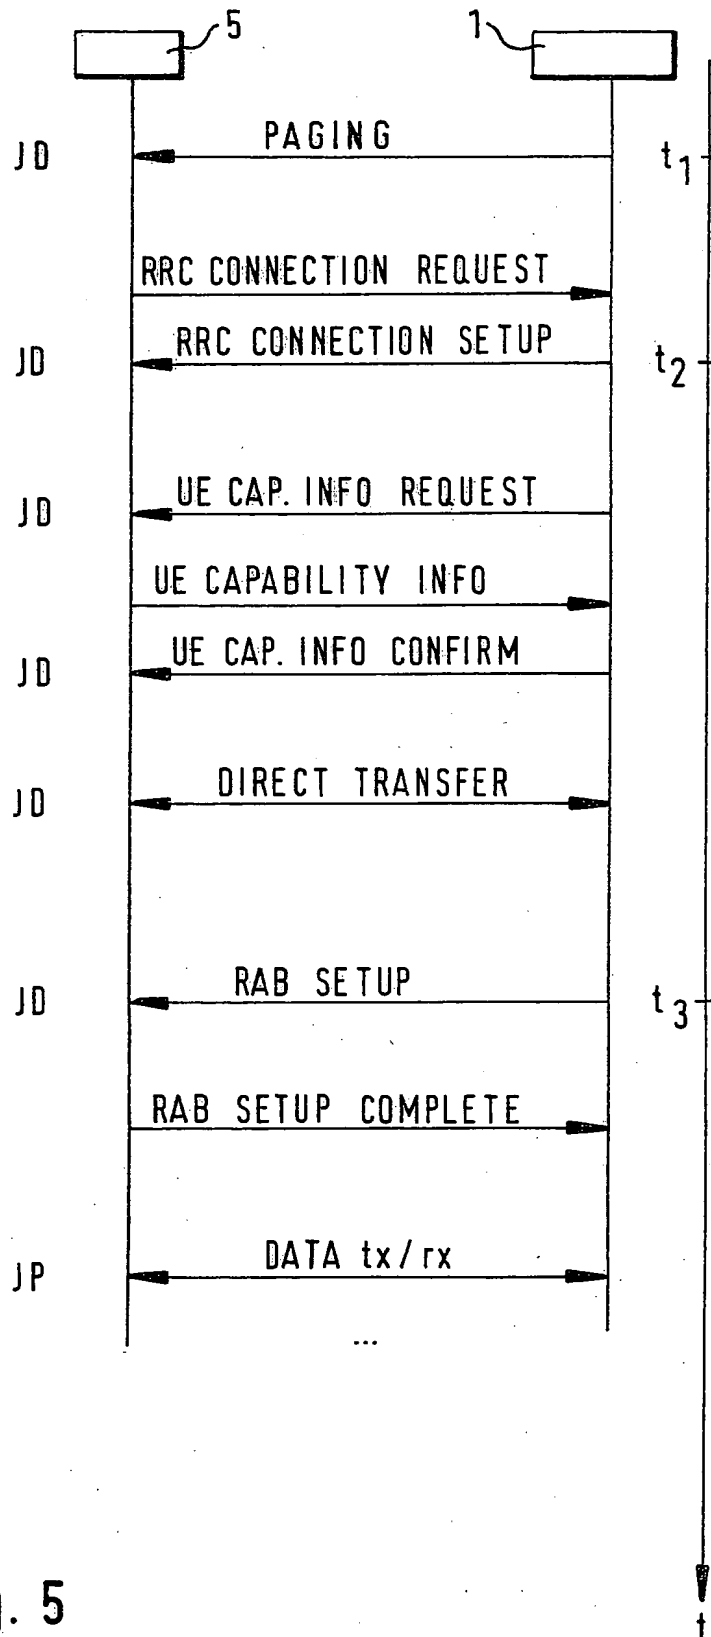 5 1
PAGING
JD t1
RRC CONNECTION REQUEST
RRC CONNECTION SETUP
JD t2
UE CAP. INFO REQUEST
JD
UE CAPABILITY INFO
UE CAP. INFO CONFIRM
JD
DIRECT TRANSFER
JD
RAB SETUP
JD t3
RAB SETUP COMPLETE
DATA tx/rx
JP
...
. 5
t